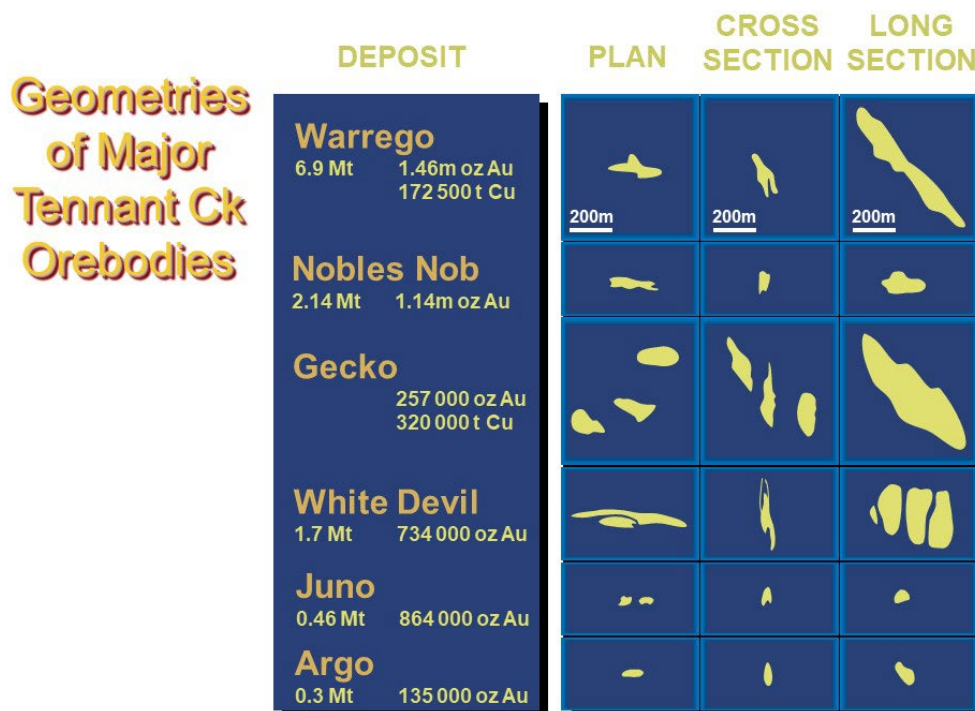 Geometries
of Major
Tennant Ck
Orebodies
DEPOSIT PLAN CROSS SECTION LONG SECTION
Warrego
6.9 Mt 1.46m oz Au
172 500 t Cu
200m 200m 200m
Nobles Nob
2.14 Mt 1.14m oz Au
Gecko
257 000 oz Au
320 000 t Cu
White Devil
1.7 Mt 734 000 oz Au
Juno
0.46 Mt 864 000 oz Au
Argo
0.3 Mt 135 000 oz Au